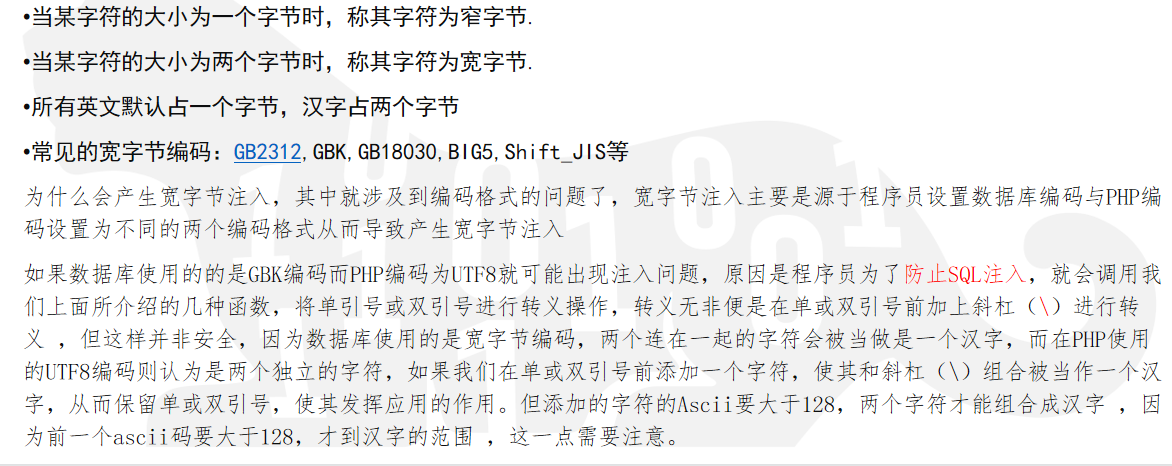 •当某字符的大小为一个字节时，称其字符为窄字节.
•当某字符的大小为两个字节时，称其字符为宽字节.
•所有英文默认占一个字节，汉字占两个字节
•常见的宽字节编码：GB2312,GBK,GB18030,BIG5,Shift_JIS等
为什么会产生宽字节注入，其中就涉及到编码格式的问题了，宽字节注入主要是源于程序员设置数据库编码与PHP编
码设置为不同的两个编码格式从而导致产生宽字节注入
如果数据库使用的的是GBK编码而PHP编码为UTF8就可能出现注入问题，原因是程序员为了防止SQL注入，就会调用我
们上面所介绍的几种函数，将单引号或双引号进行转义操作，转义无非便是在单或双引号前加上斜杠（\）进行转
义 ，但这样并非安全，因为数据库使用的是宽字节编码，两个连在一起的字符会被当做是一个汉字，而在PHP使用
的UTF8编码则认为是两个独立的字符，如果我们在单或双引号前添加一个字符，使其和斜杠（\）组合被当作一个汉
字，从而保留单或双引号，使其发挥应用的作用。但添加的字符的Ascii要大于128，两个字符才能组合成汉字 ，因
为前一个ascii码要大于128，才到汉字的范围 ，这一点需要注意。